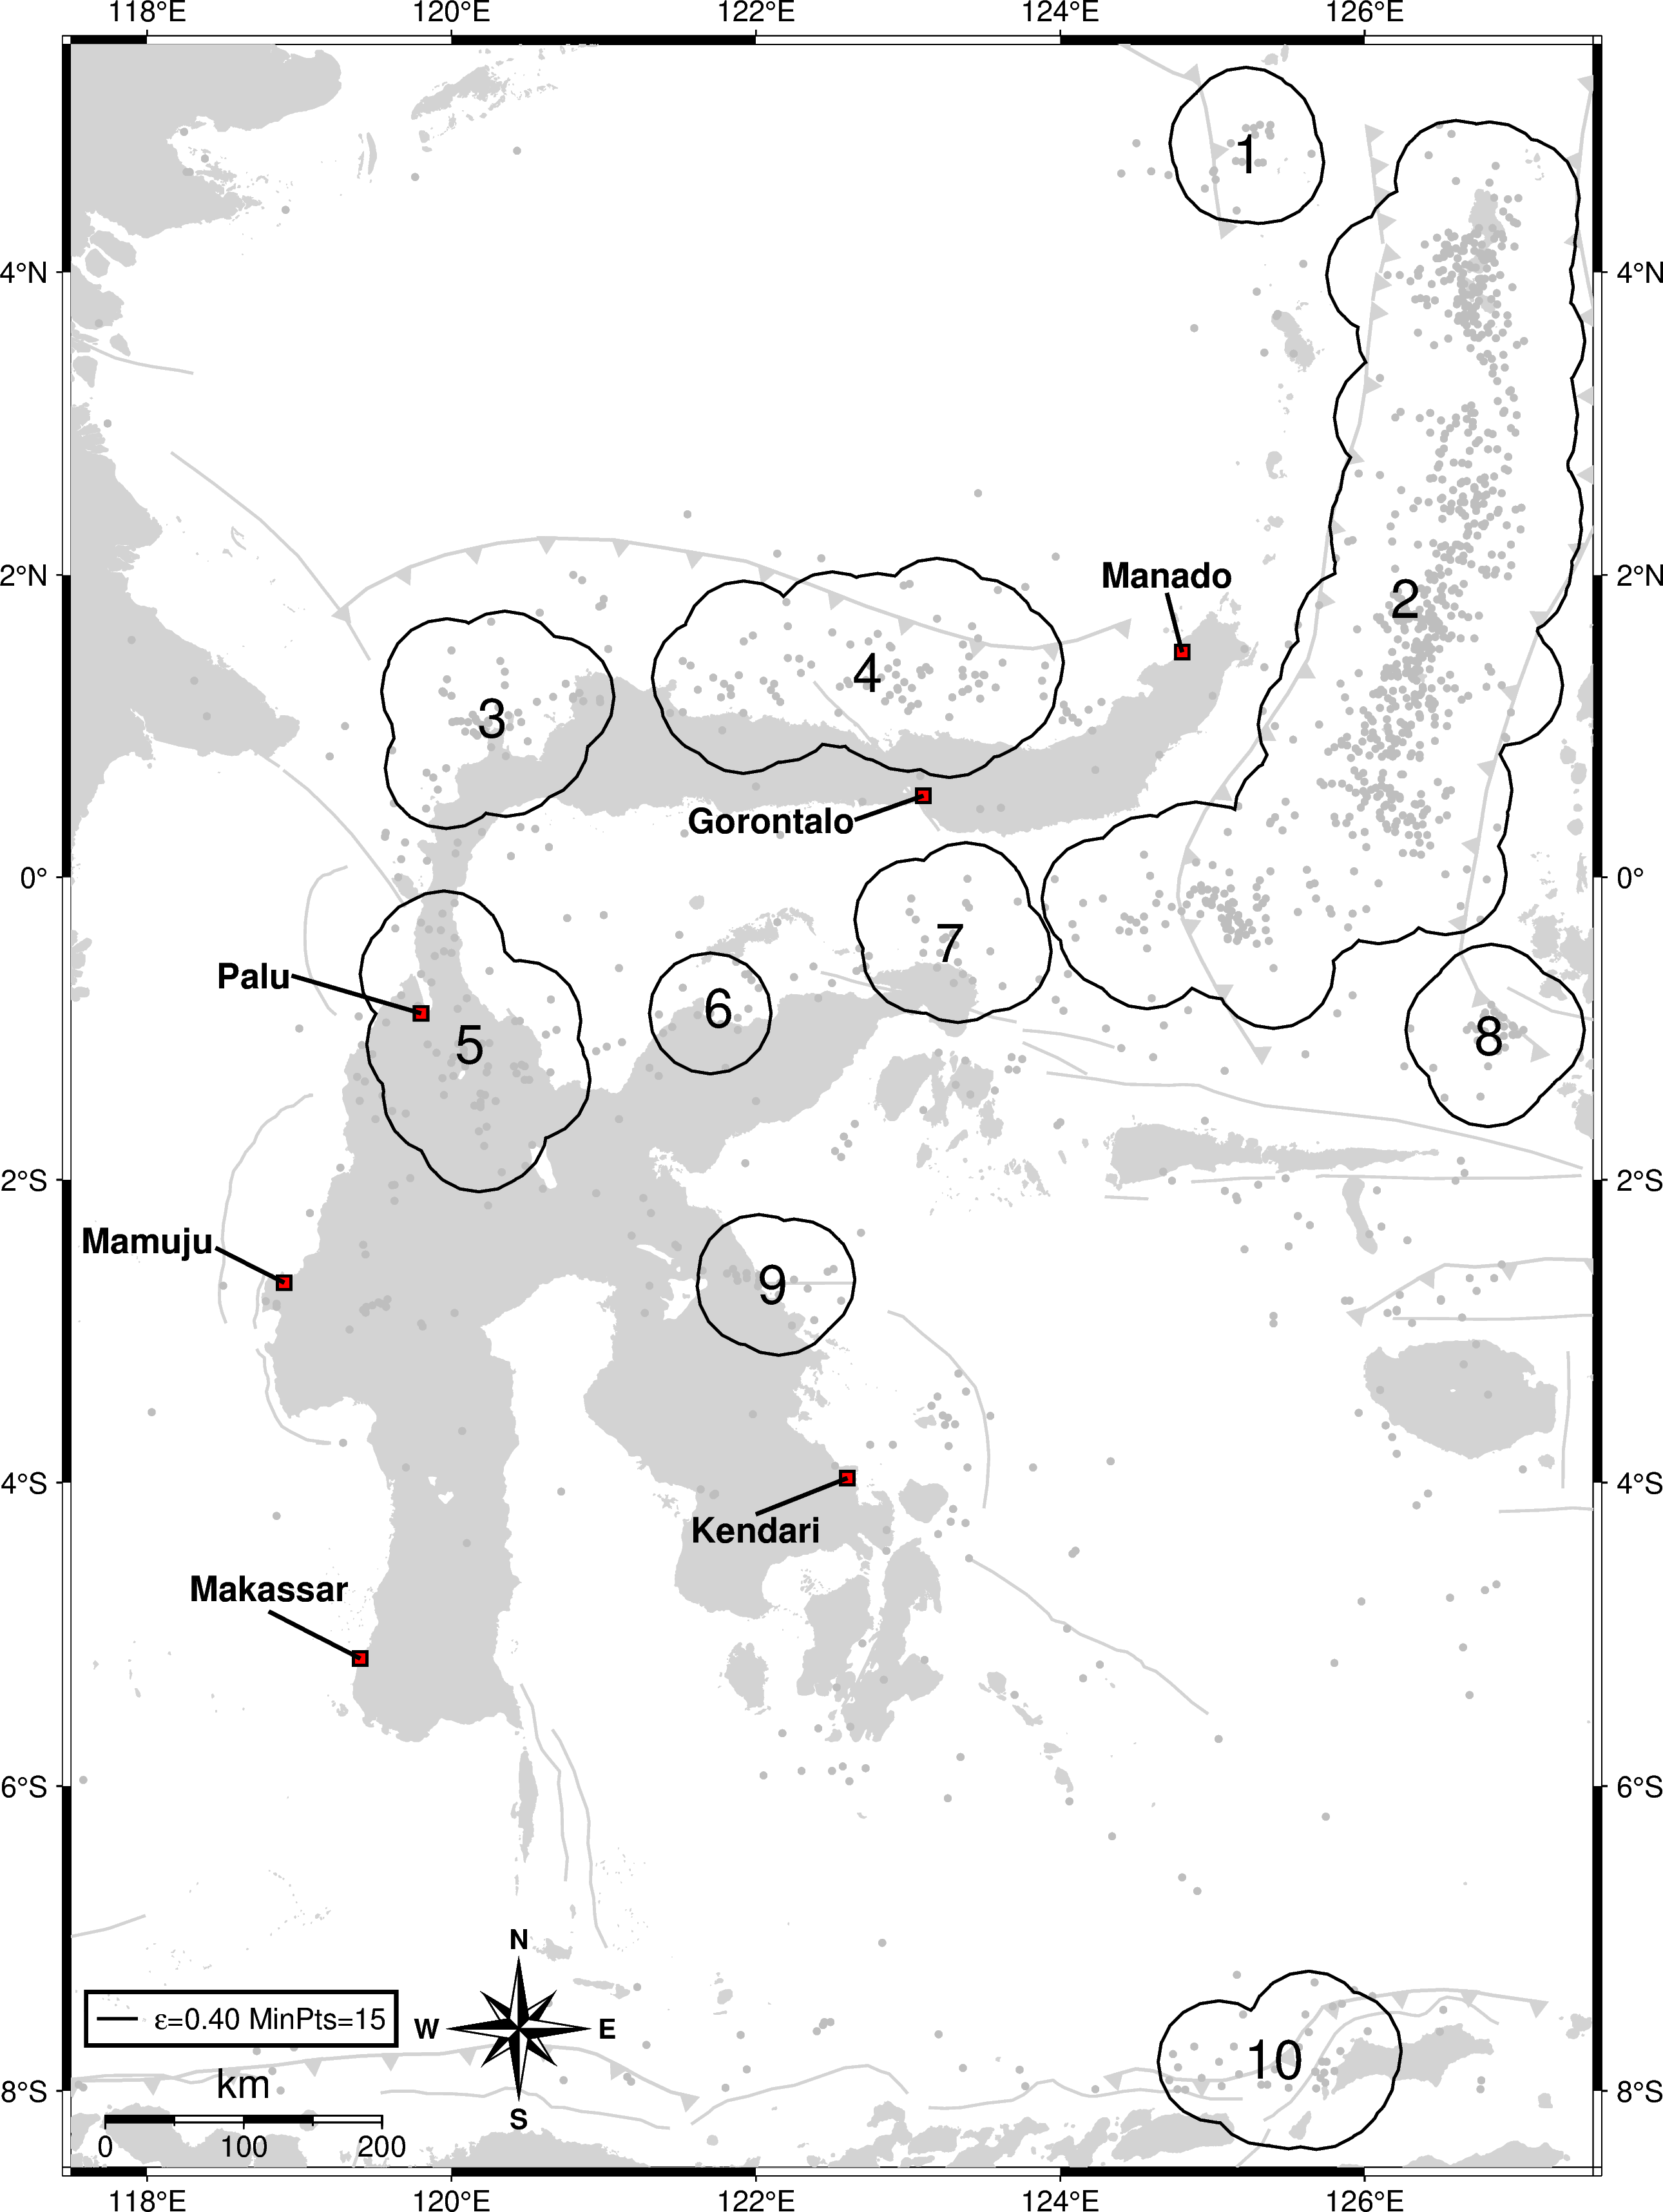 118°E 120°E 122°E 124°E 126°E
1
4°N 4°N
2°N Manado 2°N
2
4
3
Gorontalo
0° 0°
7
Palu
6
5
8
2°S 2°S
Mamuju
9
4°S 4°S
Kendari
Makassar
6°S 6°S
N
ε=0.40 MinPts=15
W E
10
km
8°S 8°S
S
0 100 200
118°E 120°E 122°E 124°E 126°E